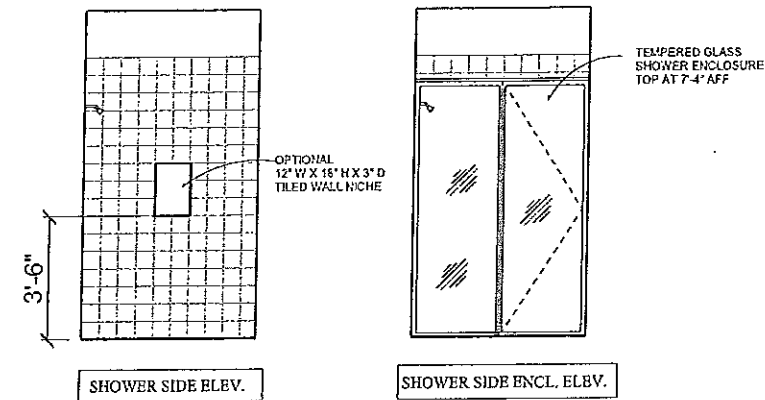 TEMPERED GLASS
SHOWER ENCLOSURE
TOP AT 7'-4" AFF
OPTIONAL
12" W X 18" H X 3" D
TILED WALL NICHE
3'-6"
SHOWER SIDE ELEV.
SHOWER SIDE ENCL. ELEV.